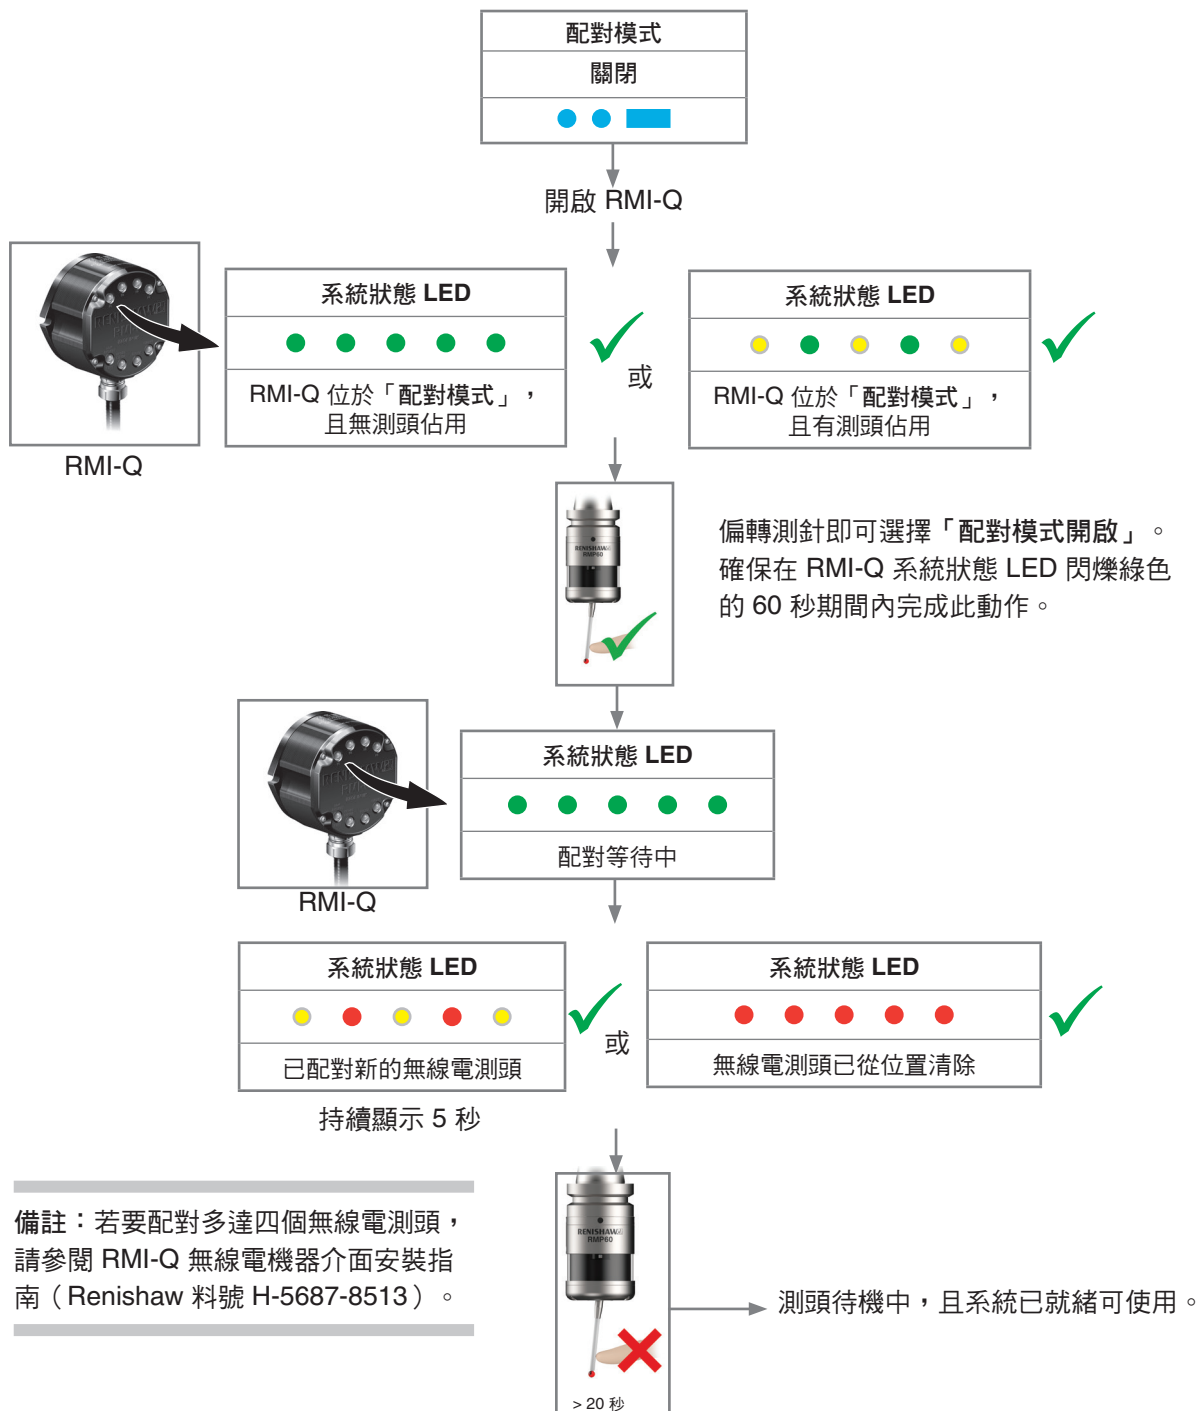 配對模式
關閉
開啟 RMI-Q
系統狀態 LED
RMI-Q 位於「配對模式」，
且無測頭佔用
或
系統狀態 LED
RMI-Q 位於「配對模式」，
且有測頭佔用
RMI-Q
RENISHAW
RMP60
偏轉測針即可選擇「配對模式開啟」。
確保在 RMI-Q 系統狀態 LED 閃爍綠色
的 60 秒期間內完成此動作。
系統狀態 LED
配對等待中
RMI-Q
系統狀態 LED
已配對新的無線電測頭
持續顯示 5 秒
或
系統狀態 LED
無線電測頭已從位置清除
備註：若要配對多達四個無線電測頭，
請參閱 RMI-Q 無線電機器介面安裝指
南（Renishaw 料號 H-5687-8513）。
RENISHAW
RMP60
> 20 秒
測頭待機中，且系統已就緒可使用。